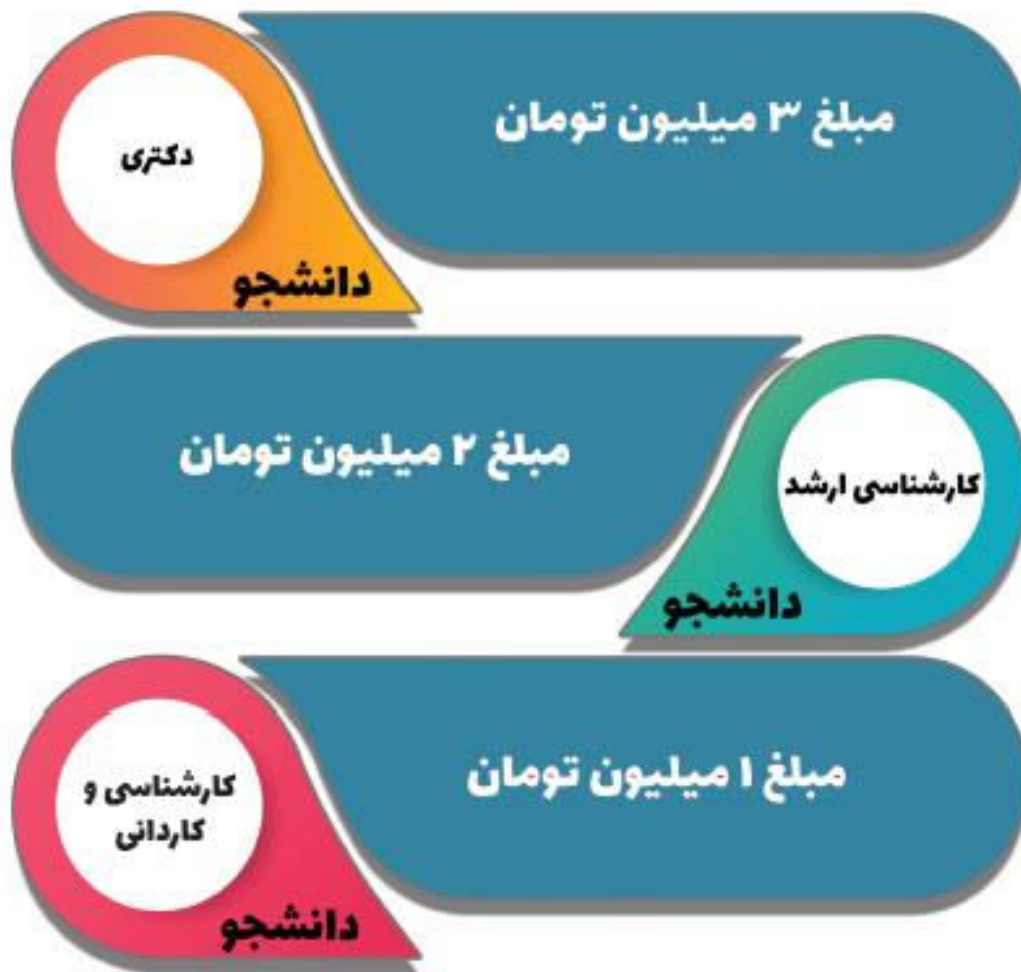 مبلغ ۳ میلیون تومان
دکتری
دانشجو
کارشناسی ارشد
مبلغ ۲ میلیون تومان
دانشجو
مبلغ ۱ میلیون تومان
کارشناسی و
کاردانی
دانشجو